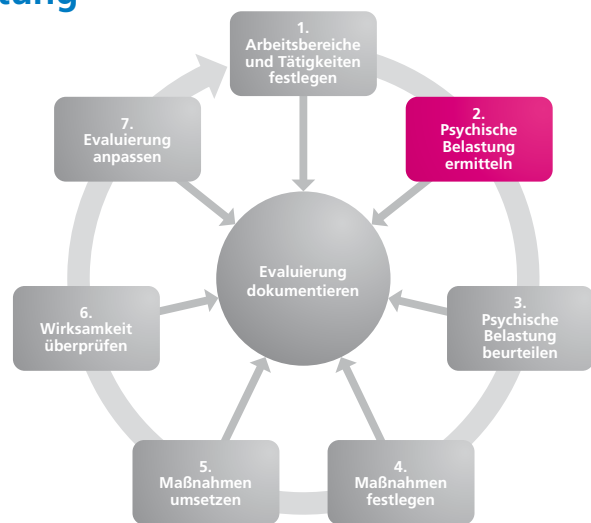 1.
Arbeitsbereiche
und Tätigkeiten
festlegen
2.
Psychische
Belastung
ermitteln
3.
Psychische
Belastung
beurteilen
4.
Maßnahmen
festlegen
5.
Maßnahmen
umsetzen
6.
Wirksamkeit
überprüfen
7.
Evaluierung
anpassen
Evaluierung
dokumentieren